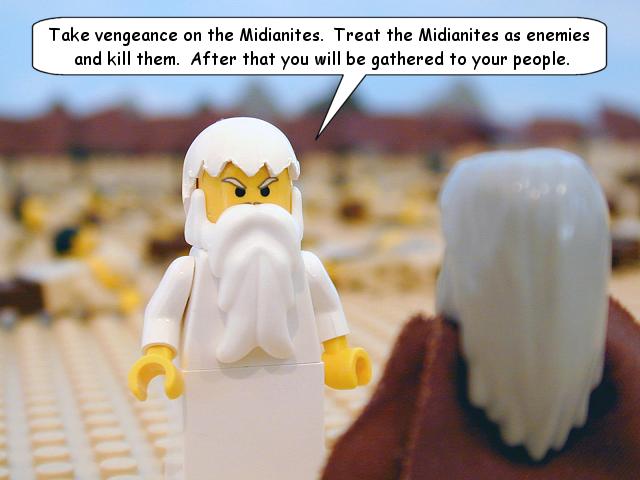 Take vengeance on the Midianites.  Treat the Midianites as enemies
and kill them.  After that you will be gathered to your people.